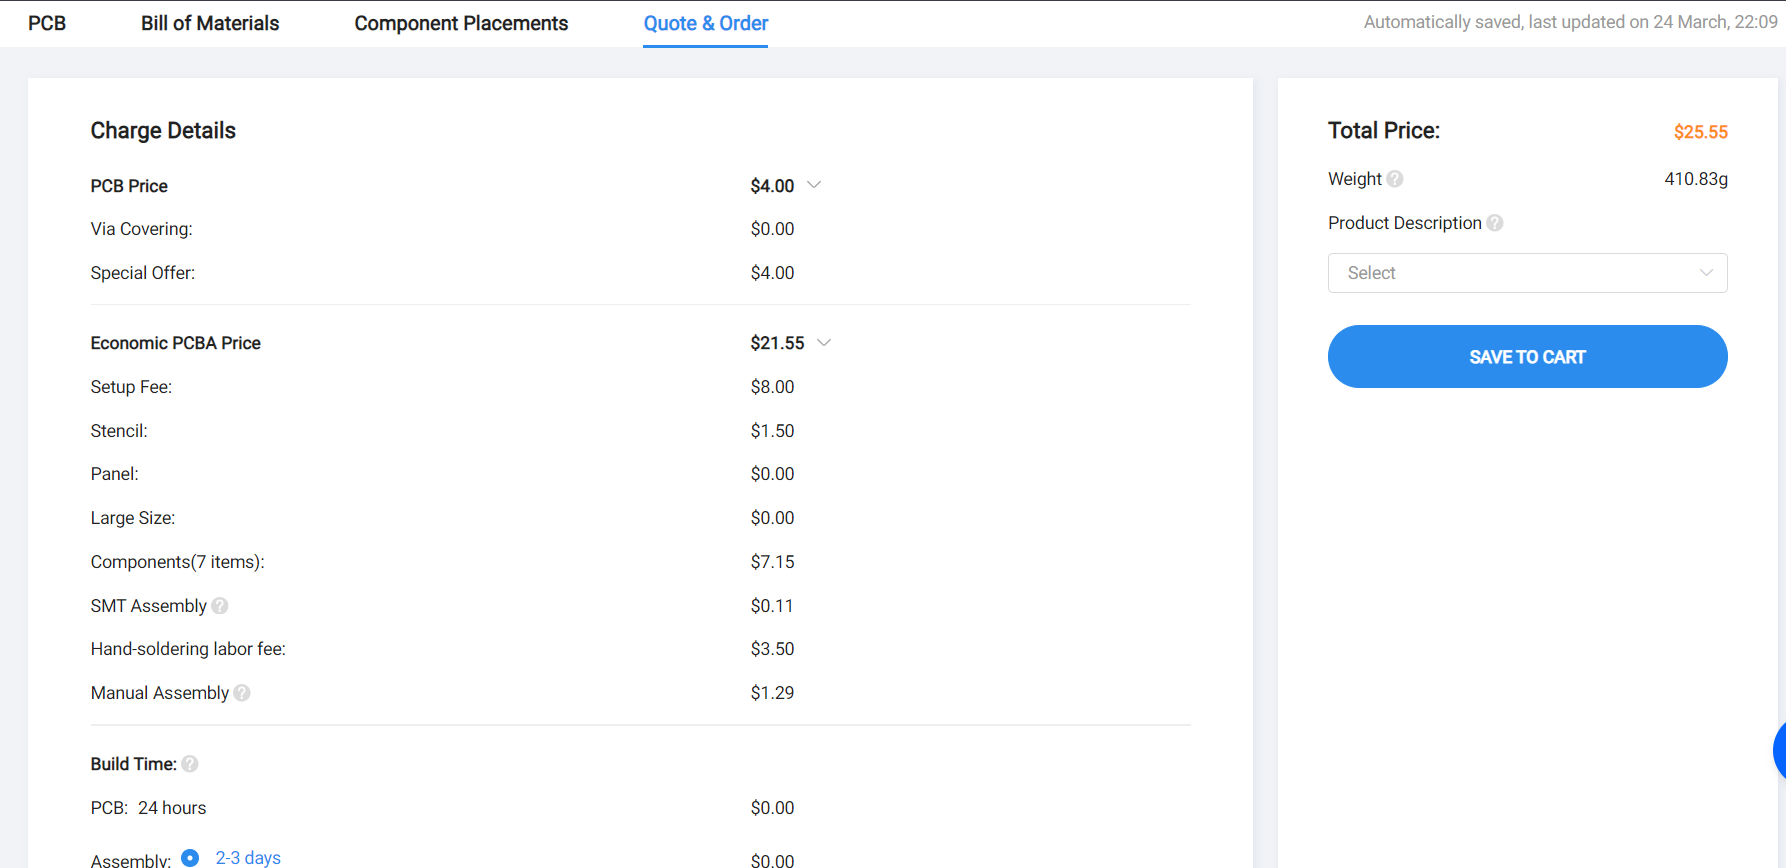 PCB Bill of Materials Component Placements Quote & Order Automatically saved, last updated on 24 March, 22:09
Charge Details
PCB Price $4.00
Via Covering: $0.00
Special Offer: $4.00
Economic PCBA Price $21.55
Setup Fee: $8.00
Stencil: $1.50
Panel: $0.00
Large Size: $0.00
Components(7 items): $7.15
SMT Assembly ? $0.11
Hand-soldering labor fee: $3.50
Manual Assembly ? $1.29
Build Time: ?
PCB: 24 hours $0.00
Assembly: 2-3 days $0.00
Total Price: $25.55
Weight ? 410.83g
Product Description ?
Select
SAVE TO CART